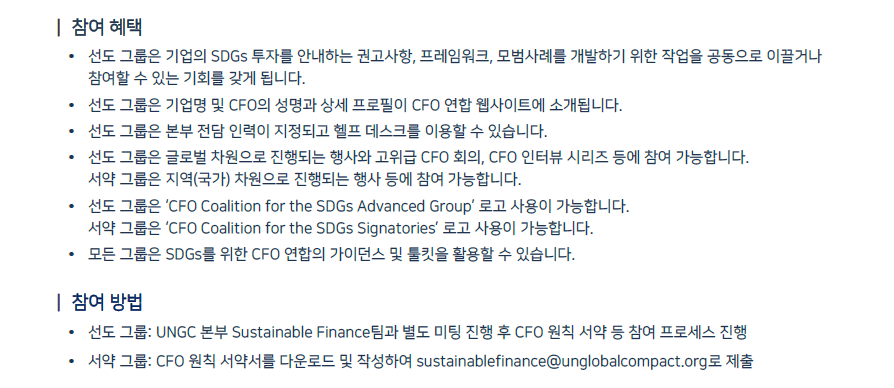 참여 혜택
• 선도 그룹은 기업의 SDGs 투자를 안내하는 권고사항, 프레임워크, 모범사례를 개발하기 위한 작업을 공동으로 이끌거나
참여할 수 있는 기회를 갖게 됩니다.
• 선도 그룹은 기업명 및 CFO의 성명과 상세 프로필이 CFO 연합 웹사이트에 소개됩니다.
• 선도 그룹은 본부 전담 인력이 지정되고 헬프 데스크를 이용할 수 있습니다.
• 선도 그룹은 글로벌 차원으로 진행되는 행사와 고위급 CFO 회의, CFO 인터뷰 시리즈 등에 참여 가능합니다.
서약 그룹은 지역(국가) 차원으로 진행되는 행사 등에 참여 가능합니다.
• 선도 그룹은 ‘CFO Coalition for the SDGs Advanced Group’ 로고 사용이 가능합니다.
서약 그룹은 ‘CFO Coalition for the SDGs Signatories’ 로고 사용이 가능합니다.
• 모든 그룹은 SDGs를 위한 CFO 연합의 가이던스 및 툴킷을 활용할 수 있습니다.
참여 방법
• 선도 그룹: UNGC 본부 Sustainable Finance팀과 별도 미팅 진행 후 CFO 원칙 서약 등 참여 프로세스 진행
• 서약 그룹: CFO 원칙 서약서를 다운로드 및 작성하여 sustainablefinance@unglobalcompact.org로 제출